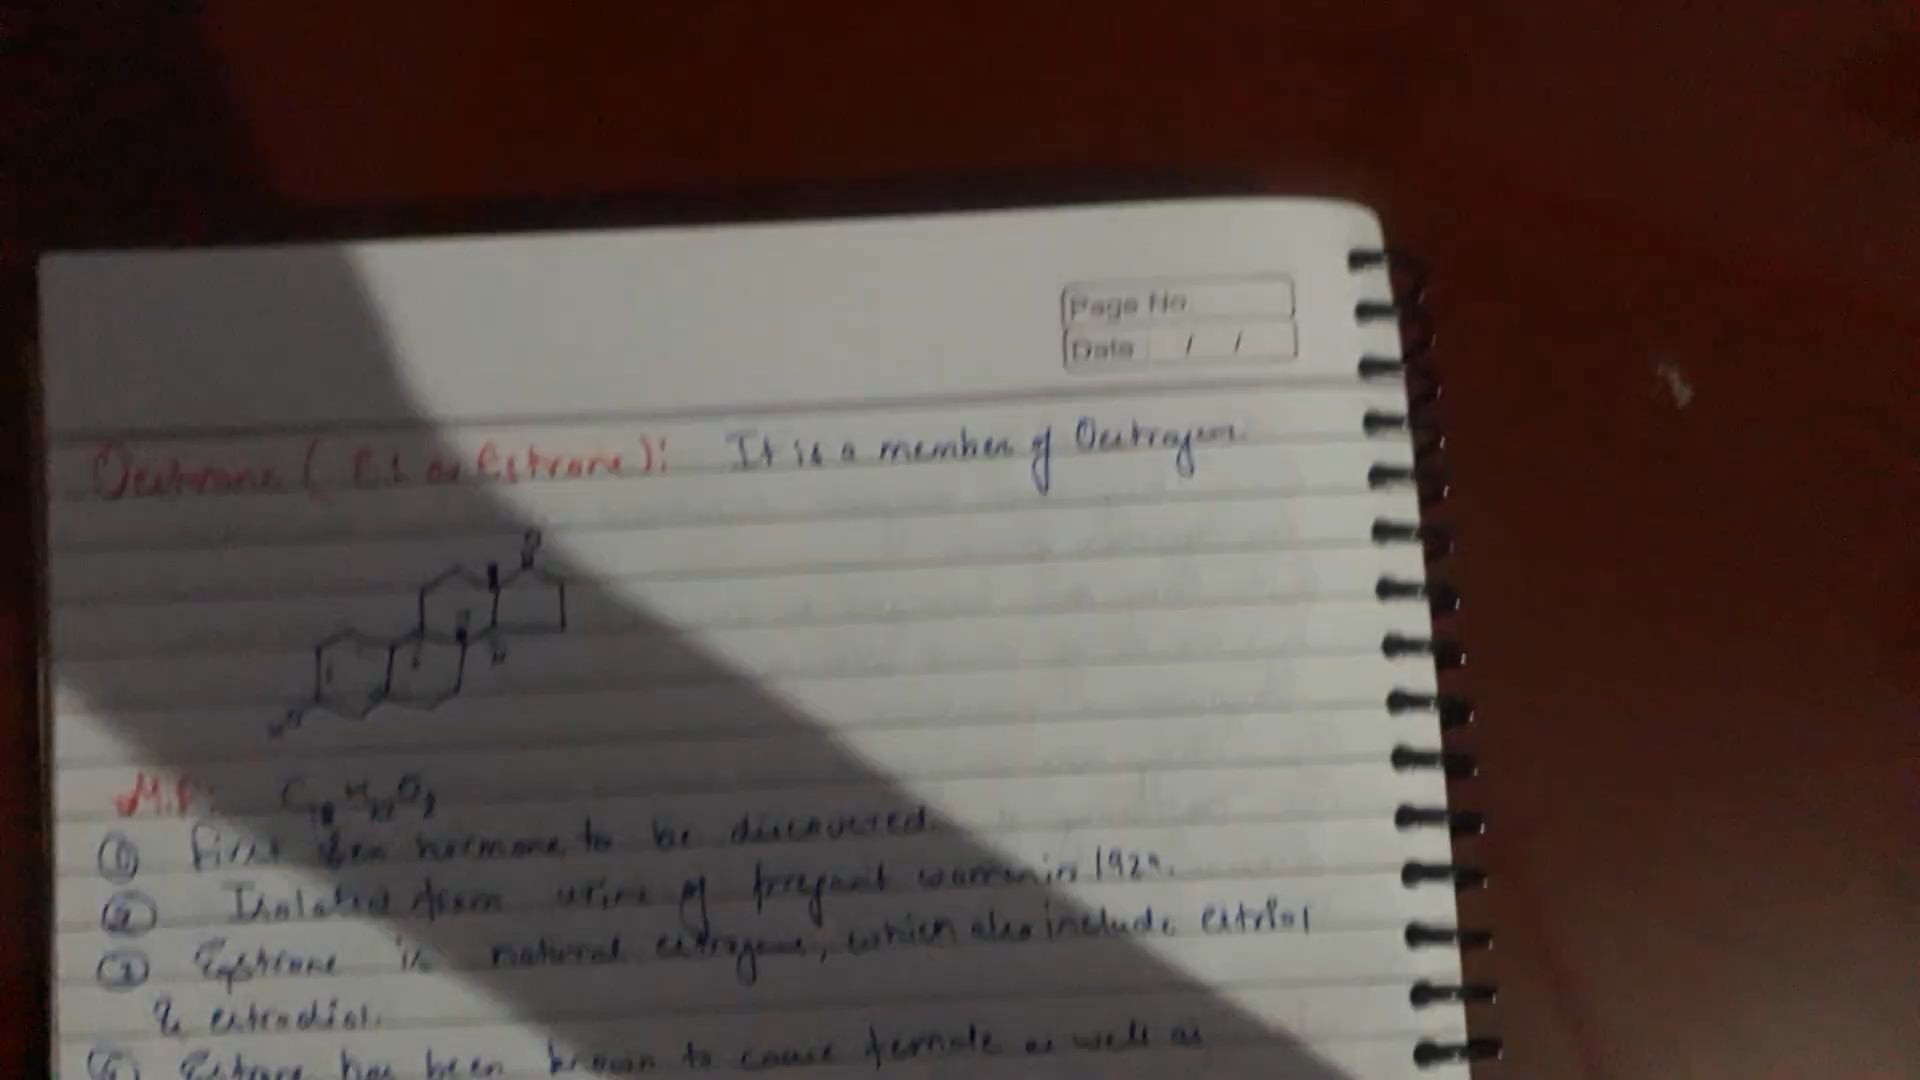 Page No
Date / /
Oestrone (E1 or Estrone): It is a member of Oestrogen.
O
H
HO
M.F: C18H22O2
① First sex hormone to be discovered.
② Isolated from urine of pregant women in 1929.
③ Estrone is natural estrogens, which also include estriol
& estradiol.
④ Estrone has been known to cause female as well as